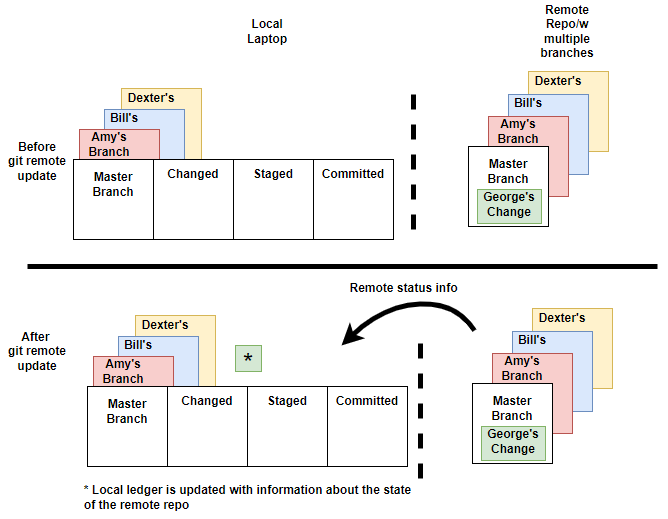 Local
Laptop
Remote
Repo/w
multiple
branches
Dexter's
Bill's
Amy's
Branch
Before
git remote
update
Master
Branch
Changed
Staged
Committed
Dexter's
Bill's
Amy's
Branch
Master
Branch
George's
Change
Remote status info
After
git remote
update
Dexter's
Bill's
Amy's
Branch
*
Master
Branch
Changed
Staged
Committed
Dexter's
Bill's
Amy's
Branch
Master
Branch
George's
Change
* Local ledger is updated with information about the state
of the remote repo